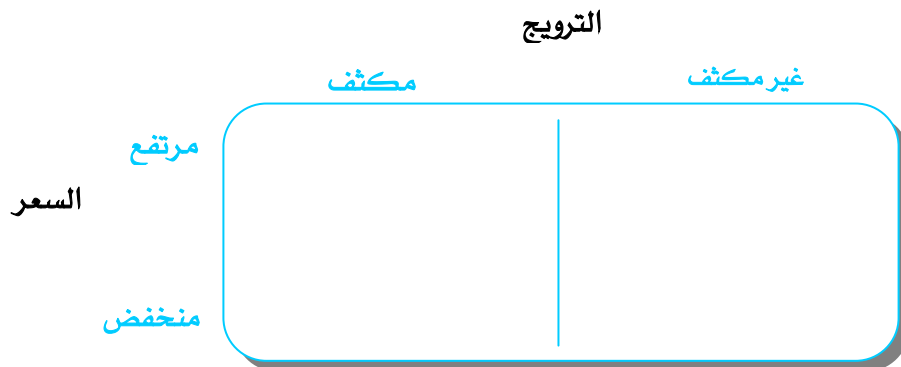 الترويج
غير مكثف
مكثف
مرتفع
السعر
منخفض